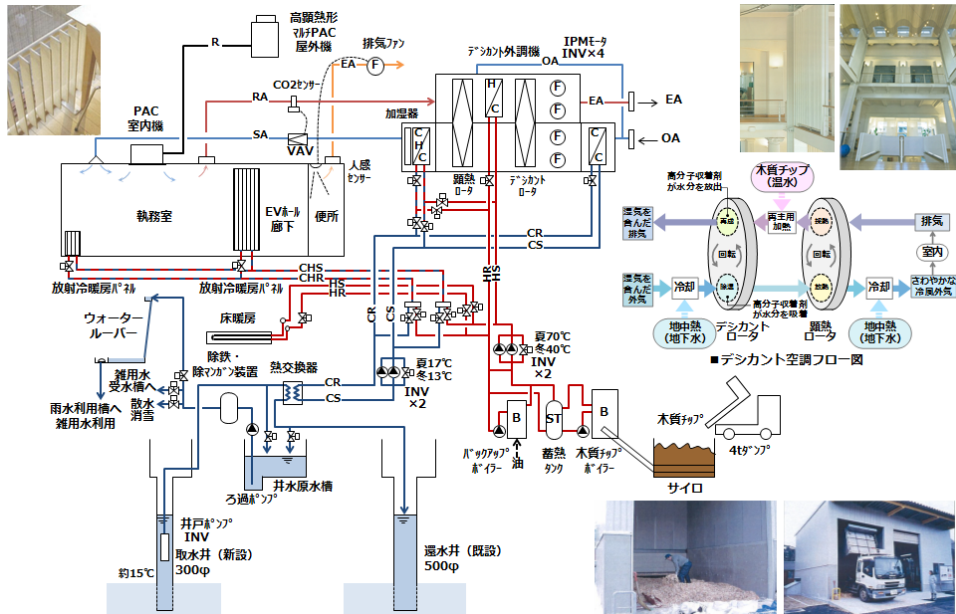 高顕熱形
ﾏﾙﾁPAC
屋外機
R
排気ﾌｧﾝ
EA
F
CO2ｾﾝｻｰ
RA
SA
VAV
PAC
室内機
加湿器
ﾃﾞｼｶﾝﾄ外調機
IPMﾓｰﾀ
INV×4
OA
EA
EA
OA
H
C
F
F
F
F
C
H
C
C
C
顕熱
ﾛｰﾀ
ﾃﾞｼｶﾝﾄ
ﾛｰﾀ
人感
ｾﾝｻｰ
執務室
EVﾎｰﾙ
廊下
便所
放射冷暖房ﾊﾟﾈﾙ
放射冷暖房ﾊﾟﾈﾙ
CHS
CHR
HS
HR
CR
CS
CR
CS
HR
HS
床暖房
ウォーター
ルーバー
除鉄・
除ﾏﾝｶﾞﾝ装置
熱交換器
CR
CS
夏17℃
冬13℃
INV
×2
夏70℃
冬40℃
INV
×2
雑用水
受水槽へ
散水
消雪
雨水利用槽へ
雑用水利用
井水原水槽
ろ過ﾎﾟﾝﾌﾟ
井戸ﾎﾟﾝﾌﾟ
INV
取水井（新設）
300φ
約15℃
還水井（既設）
500φ
B
ﾊﾞｯｸｱｯﾌﾟ
ﾎﾞｲﾗｰ
油
ST
蓄熱
ﾀﾝｸ
B
木質ﾁｯﾌﾟ
ﾎﾞｲﾗｰ
木質ﾁｯﾌﾟ
サイロ
4tﾀﾞﾝﾌﾟ
高分子収着剤
が水分を放出
木質チップ
（温水）
湿気を
含んだ
排気
再生
再生用
加熱
排気
回転
回転
室内
湿気を
含んだ
外気
冷却
除湿
放熱
冷却
さわやかな
冷風外気
高分子収着剤
が水分を吸着
地中熱
（地下水）
デシカント
ロータ
顕熱
ロータ
地中熱
（地下水）
■デシカント空調フロー図